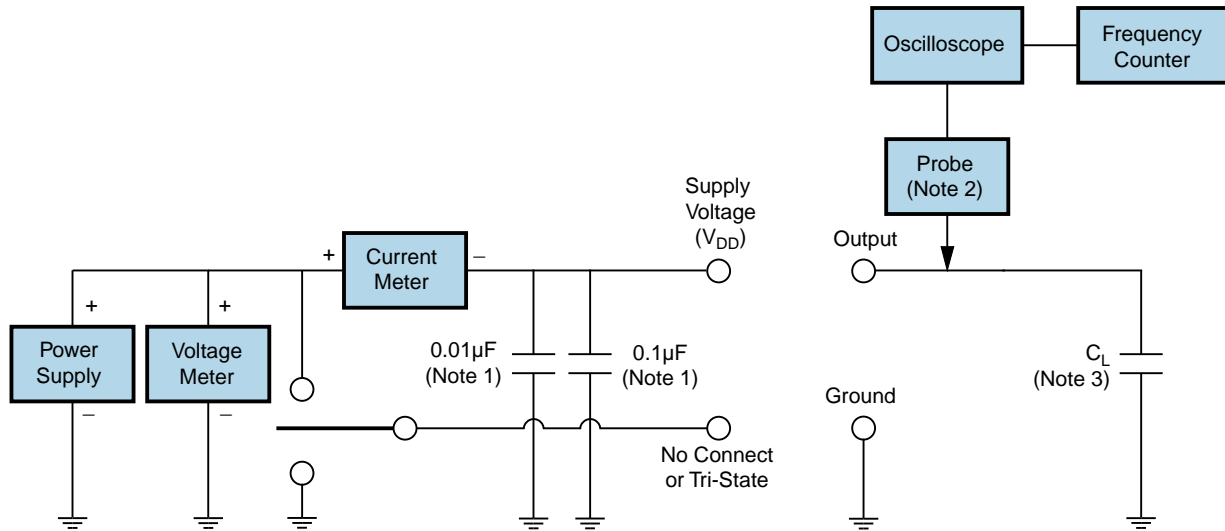 Oscilloscope
Frequency
Counter
Probe
(Note 2)
Supply
Voltage
(VDD)
Output
+
Current
Meter
–
+
Power
Supply
–
+
Voltage
Meter
–
0.01µF
(Note 1)
0.1µF
(Note 1)
CL
(Note 3)
Ground
No Connect
or Tri-State